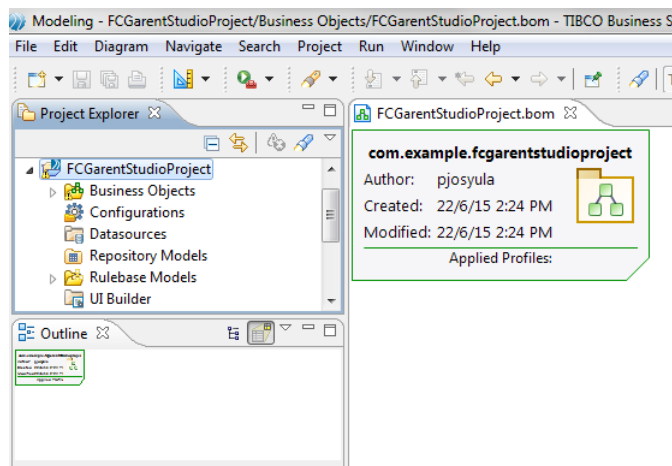 Modeling - FCGarentStudioProject/Business Objects/FCGarentStudioProject.bom - TIBCO Business S
File Edit Diagram Navigate Search Project Run Window Help
Project Explorer
FCGarentStudioProject
Business Objects
Configurations
Datasources
Repository Models
Rulebase Models
UI Builder
Outline
FCGarentStudioProject.bom
com.example.fcgarentstudioproject
Author: pjosyula
Created: 22/6/15 2:24 PM
Modified: 22/6/15 2:24 PM
Applied Profiles: